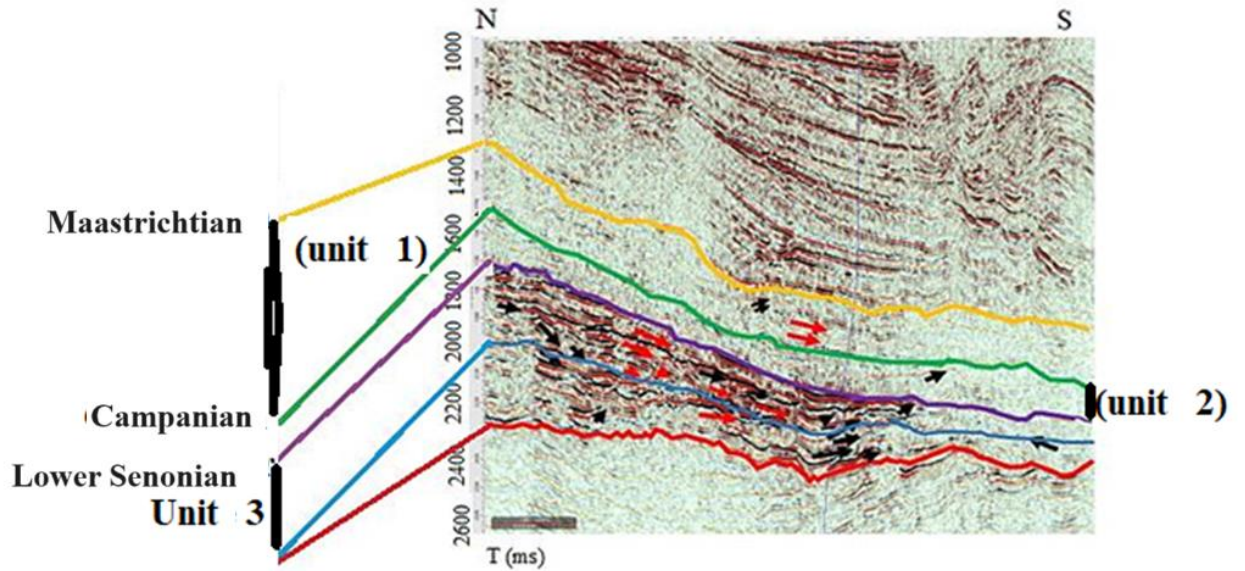 N S
1000
1200
1400
1600
1800
2000
2200
2400
2600
T (ms)
Maastrichtian
(unit 1)
(Campanian
Lower Senonian
Unit 3
(unit 2)